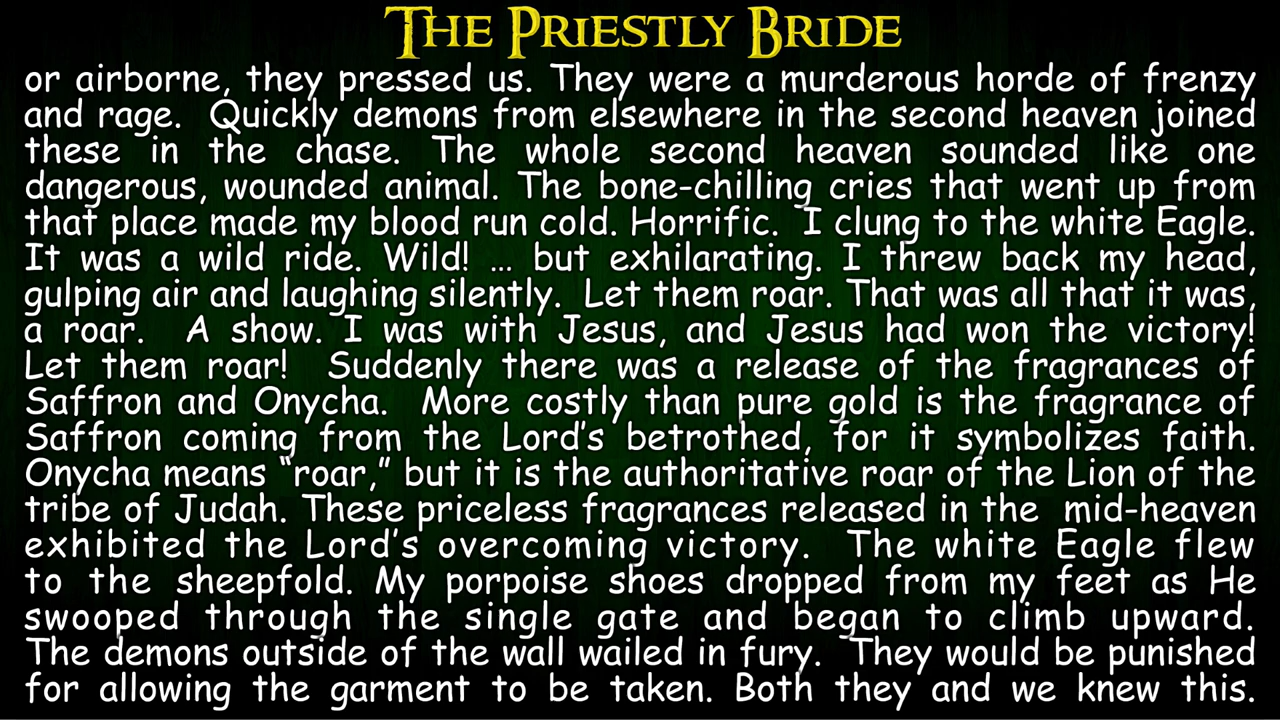 The Priestly Bride
or airborne, they pressed us. They were a murderous horde of frenzy
and rage. Quickly demons from elsewhere in the second heaven joined
these in the chase. The whole second heaven sounded like one
dangerous, wounded animal. The bone-chilling cries that went up from
that place made my blood run cold. Horrific. I clung to the white Eagle.
It was a wild ride. Wild! ... but exhilarating. I threw back my head,
gulping air and laughing silently. Let them roar. That was all that it was,
a roar. A show. I was with Jesus, and Jesus had won the victory!
Let them roar! Suddenly there was a release of the fragrances of
Saffron and Onycha. More costly than pure gold is the fragrance of
Saffron coming from the Lord’s betrothed, for it symbolizes faith.
Onycha means “roar,” but it is the authoritative roar of the Lion of the
tribe of Judah. These priceless fragrances released in the mid-heaven
exhibited the Lord’s overcoming victory. The white Eagle flew
to the sheepfold. My porpoise shoes dropped from my feet as He
swooped through the single gate and began to climb upward.
The demons outside of the wall wailed in fury. They would be punished
for allowing the garment to be taken. Both they and we knew this.